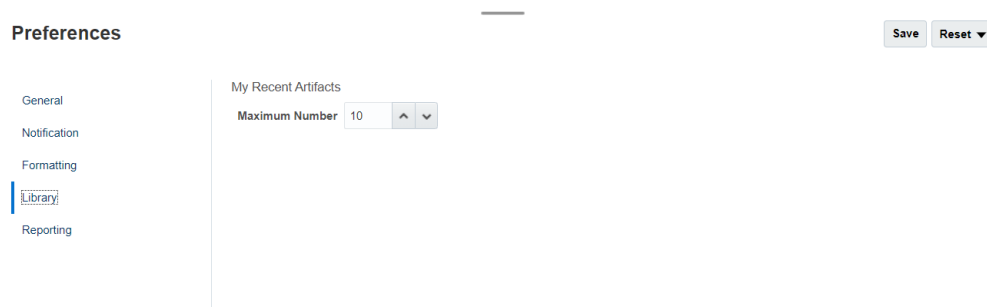 Preferences
Save
Reset
General
Notification
Formatting
Library
Reporting
My Recent Artifacts
Maximum Number 10